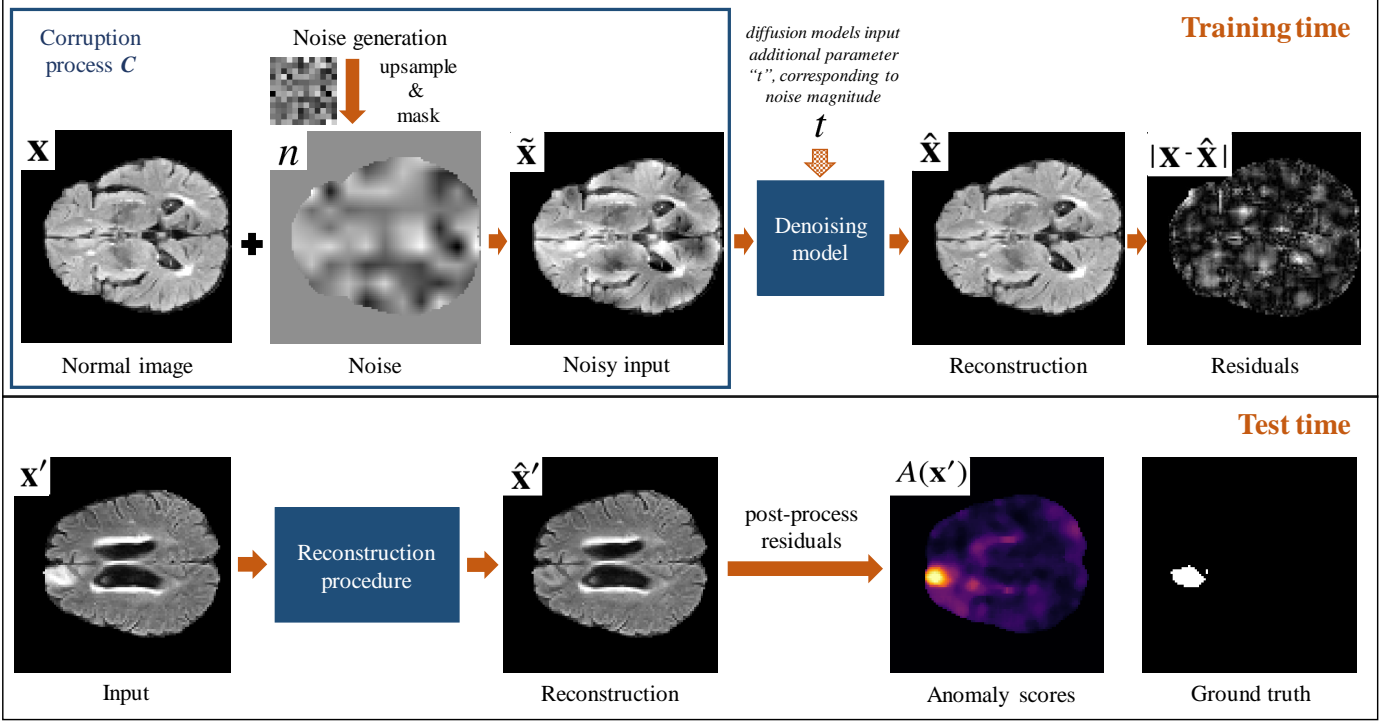 Corruption
process C
Noise generation
upsample
&
mask
diffusion models input
additional parameter
“t”, corresponding to
noise magnitude
t
Training time
x
n
x̃
Denoising
model
x̂
|x - x̂|
Normal image
Noise
Noisy input
Reconstruction
Residuals
Test time
x′
Reconstruction
procedure
x̂′
post-process
residuals
A(x′)
Input
Reconstruction
Anomaly scores
Ground truth